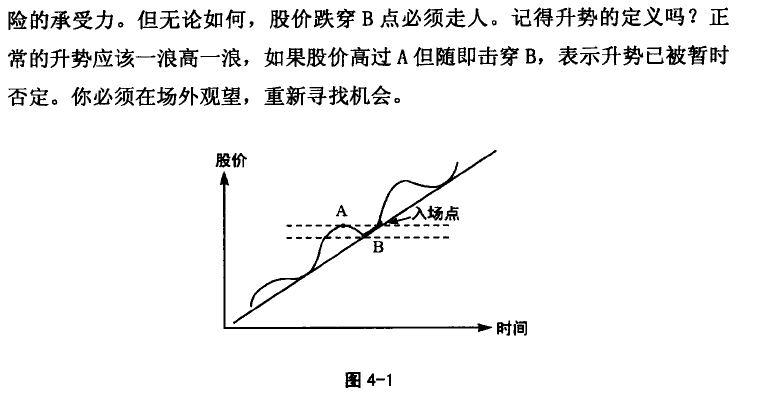 险的承受力。但无论如何，股价跌穿 B 点必须走人。记得升势的定义吗？正
常的升势应该一浪高一浪，如果股价高过 A 但随即击穿 B，表示升势已被暂时
否定。你必须在场外观望，重新寻找机会。
股价
A
入场点
B
时间
图 4-1